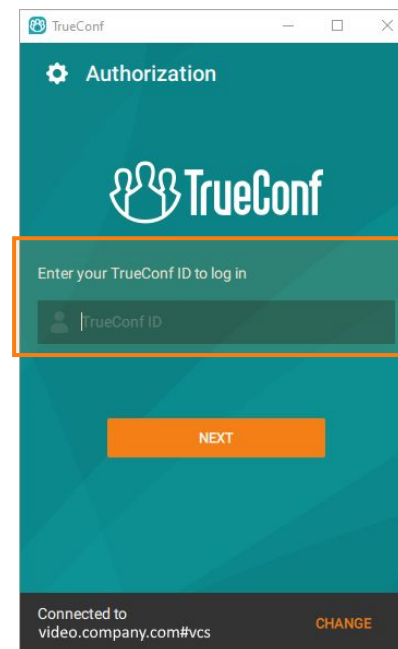 TrueConf
Authorization
TrueConf
Enter your TrueConf ID to log in
TrueConf ID
NEXT
Connected to
video.company.com#vcs
CHANGE